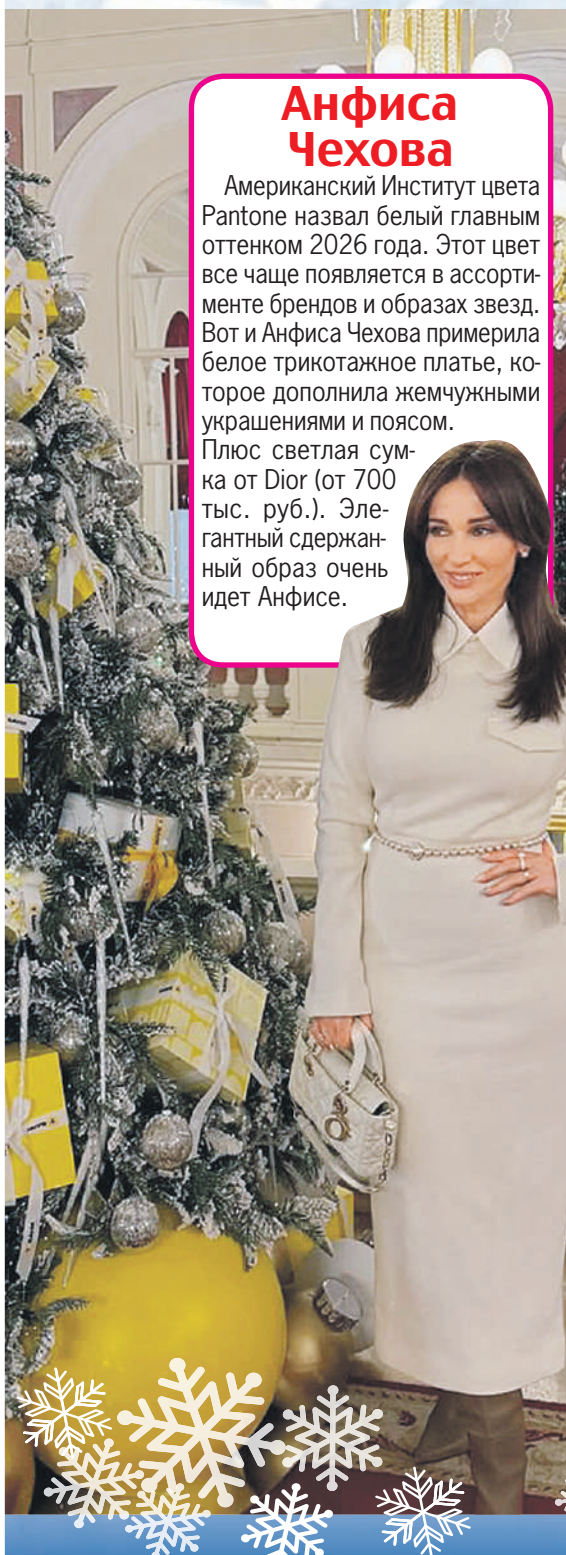 Анфиса
Чехова
Американский Институт цвета
Pantone назвал белый главным
оттенком 2026 года. Этот цвет
все чаще появляется в ассорти-
менте брендов и образах звезд.
Вот и Анфиса Чехова примерила
белое трикотажное платье, ко-
торое дополнила жемчужными
украшениями и поясом.
Плюс светлая сум-
ка от Dior (от 700
тыс. руб.). Эле-
гантный сдержан-
ный образ очень
идет Анфисе.